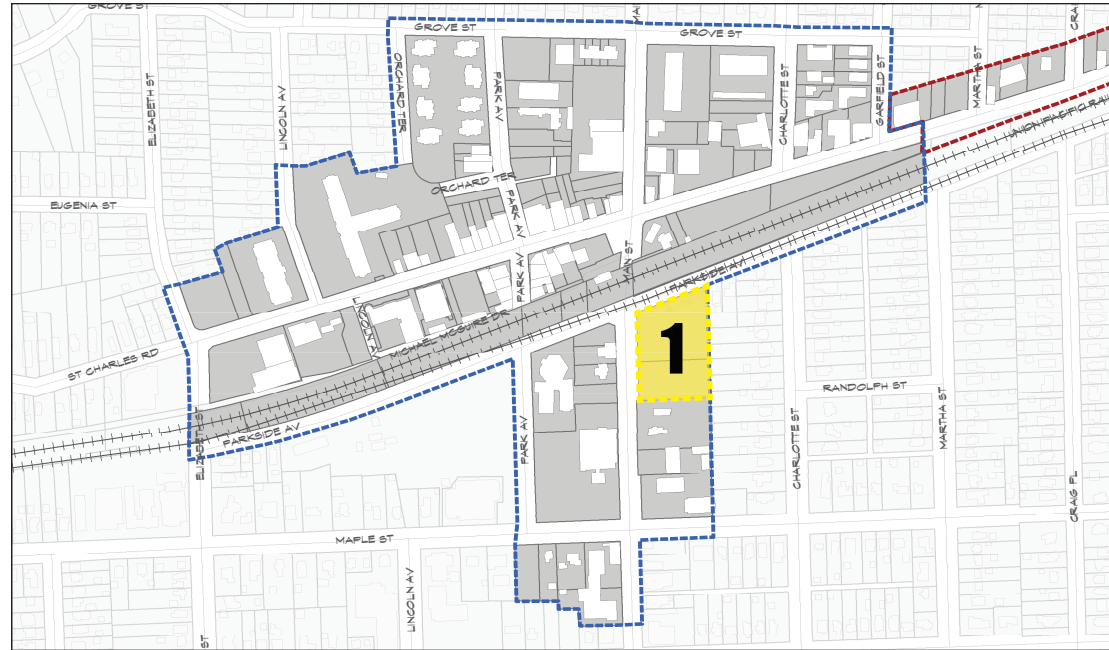 GROVE ST
GROVE ST
GROVE ST
ELIZABETH ST
LINCOLN AV
ORCHARD TER
PARK AV
CHARLOTTE ST
GARFIELD ST
MARTHA ST
UNION PACIFIC RA
ORCHARD TER
EUGENIA ST
PARK AV
PARK AV
MAIN ST
PARKSIDE AV
LINCOLN AV
MICHAEL MCGUIRE DR
1
ST CHARLES RD
RANDOLPH ST
PARKSIDE AV
ELIZABETH ST
PARK AV
CHARLOTTE ST
MARTHA ST
CRAIG PL
MAPLE ST
LINCOLN AV
ST